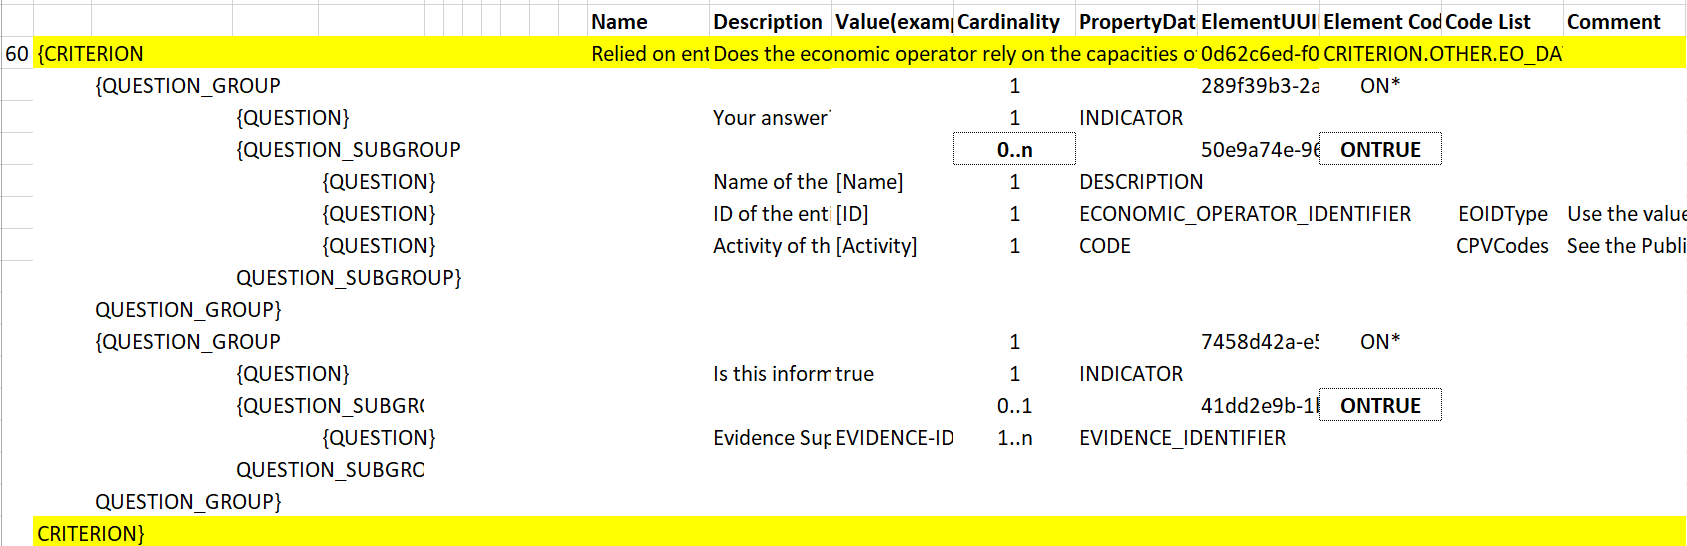 Name Description Value(examp Cardinality PropertyDat ElementUUI Element Cod Code List Comment
60 {CRITERION Relied on ent Does the economic operator rely on the capacities o 0d62c6ed-f0 CRITERION.OTHER.EO_DA
{QUESTION_GROUP 1 289f39b3-2a ON*
{QUESTION} Your answer 1 INDICATOR
{QUESTION_SUBGROUP 0..n 50e9a74e-96 ONTRUE
{QUESTION} Name of the [Name] 1 DESCRIPTION
{QUESTION} ID of the enti [ID] 1 ECONOMIC_OPERATOR_IDENTIFIER EOIDType Use the value
{QUESTION} Activity of th [Activity] 1 CODE CPVCodes See the Publi
QUESTION_SUBGROUP}
QUESTION_GROUP}
{QUESTION_GROUP 1 7458d42a-e5 ON*
{QUESTION} Is this inform true 1 INDICATOR
{QUESTION_SUBGR 0..1 41dd2e9b-1 ONTRUE
{QUESTION} Evidence Sup EVIDENCE-ID 1..n EVIDENCE_IDENTIFIER
QUESTION_SUBGRO
QUESTION_GROUP}
CRITERION}